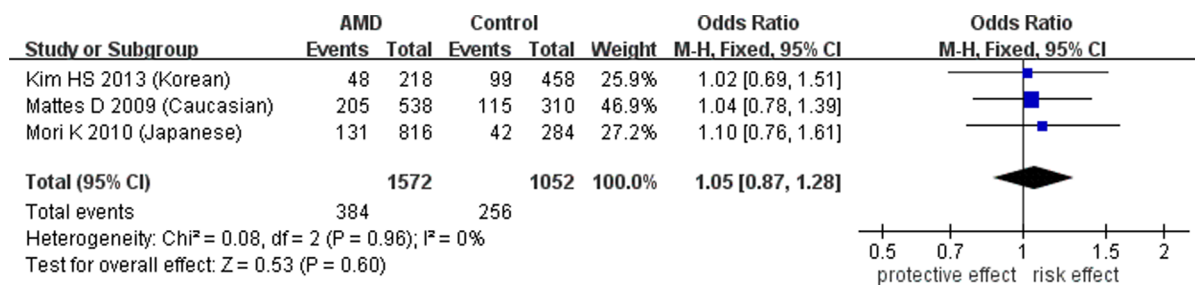 AMD Control Odds Ratio Odds Ratio
Study or Subgroup Events Total Events Total Weight M-H, Fixed, 95% CI M-H, Fixed, 95% CI
Kim HS 2013 (Korean) 48 218 99 458 25.9% 1.02 [0.69, 1.51]
Mattes D 2009 (Caucasian) 205 538 115 310 46.9% 1.04 [0.78, 1.39]
Mori K 2010 (Japanese) 131 816 42 284 27.2% 1.10 [0.76, 1.61]
Total (95% CI) 1572 1052 100.0% 1.05 [0.87, 1.28]
Total events 384 256
Heterogeneity: Chi² = 0.08, df = 2 (P = 0.96); I² = 0%
Test for overall effect: Z = 0.53 (P = 0.60)
0.5 0.7 1 1.5 2
protective effect risk effect